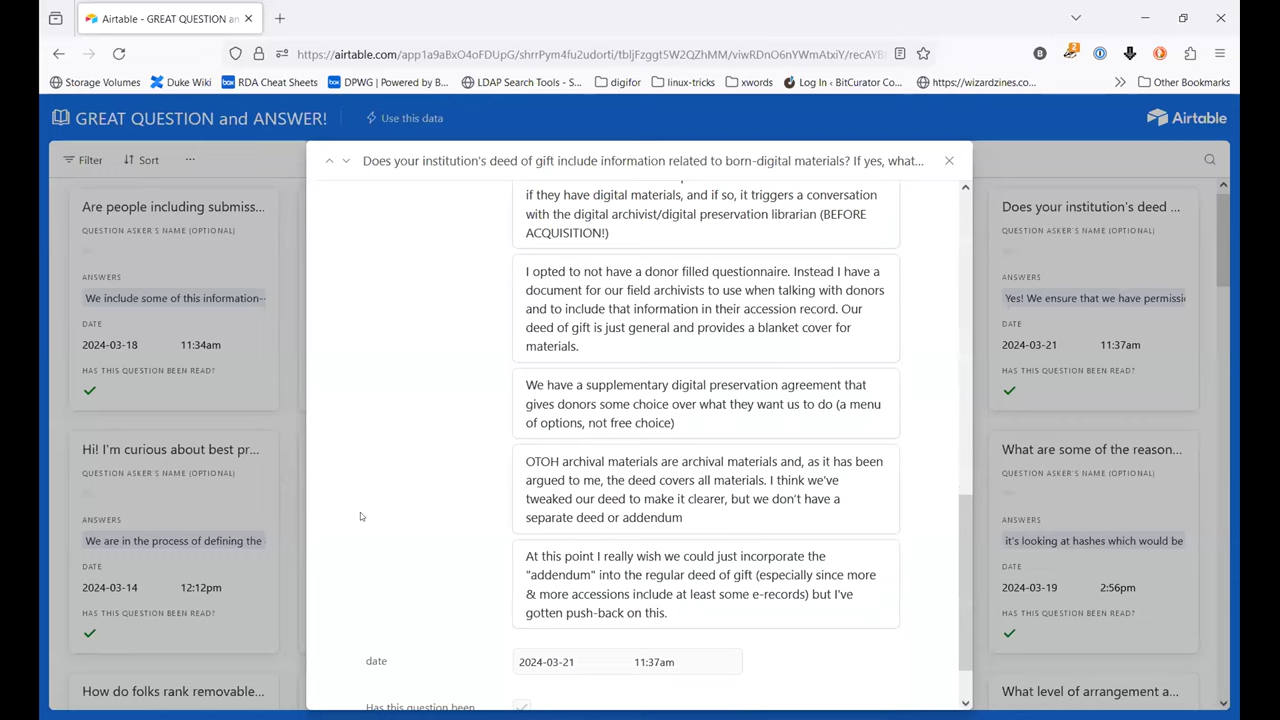 Airtable - GREAT QUESTION an
https://airtable.com/app1a9aBxO4oFDUpG/shrrPym4fu2udorti/tbljFzggt5W2QZhMM/viwRDnO6nYWmAtxiY/recAYB
B
2
Storage Volumes
Duke Wiki
RDA Cheat Sheets
DPWG | Powered by B...
LDAP Search Tools - S...
digifor
linux-tricks
xwords
Log In ‹ BitCurator Co...
https://wizardzines.co...
Other Bookmarks
GREAT QUESTION and ANSWER!
Use this data
Airtable
Filter
Sort
...
Does your institution's deed of gift include information related to born-digital materials? If yes, what...
Are people including submiss...
QUESTION ASKER'S NAME (OPTIONAL)
ANSWERS
We include some of this information-
DATE
2024-03-18 11:34am
HAS THIS QUESTION BEEN READ?
Hi! I'm curious about best pr...
QUESTION ASKER'S NAME (OPTIONAL)
ANSWERS
We are in the process of defining the
DATE
2024-03-14 12:12pm
HAS THIS QUESTION BEEN READ?
How do folks rank removable...
if they have digital materials, and if so, it triggers a conversation
with the digital archivist/digital preservation librarian (BEFORE
ACQUISITION!)
I opted to not have a donor filled questionnaire. Instead I have a
document for our field archivists to use when talking with donors
and to include that information in their accession record. Our
deed of gift is just general and provides a blanket cover for
materials.
We have a supplementary digital preservation agreement that
gives donors some choice over what they want us to do (a menu
of options, not free choice)
OTOH archival materials are archival materials and, as it has been
argued to me, the deed covers all materials. I think we've
tweaked our deed to make it clearer, but we don't have a
separate deed or addendum
At this point I really wish we could just incorporate the
"addendum" into the regular deed of gift (especially since more
& more accessions include at least some e-records) but I've
gotten push-back on this.
date
2024-03-21 11:37am
Has this question been
Does your institution's deed ...
QUESTION ASKER'S NAME (OPTIONAL)
ANSWERS
Yes! We ensure that we have permissi
DATE
2024-03-21 11:37am
HAS THIS QUESTION BEEN READ?
What are some of the reason...
QUESTION ASKER'S NAME (OPTIONAL)
ANSWERS
it's looking at hashes which would be
DATE
2024-03-19 2:56pm
HAS THIS QUESTION BEEN READ?
What level of arrangement a...